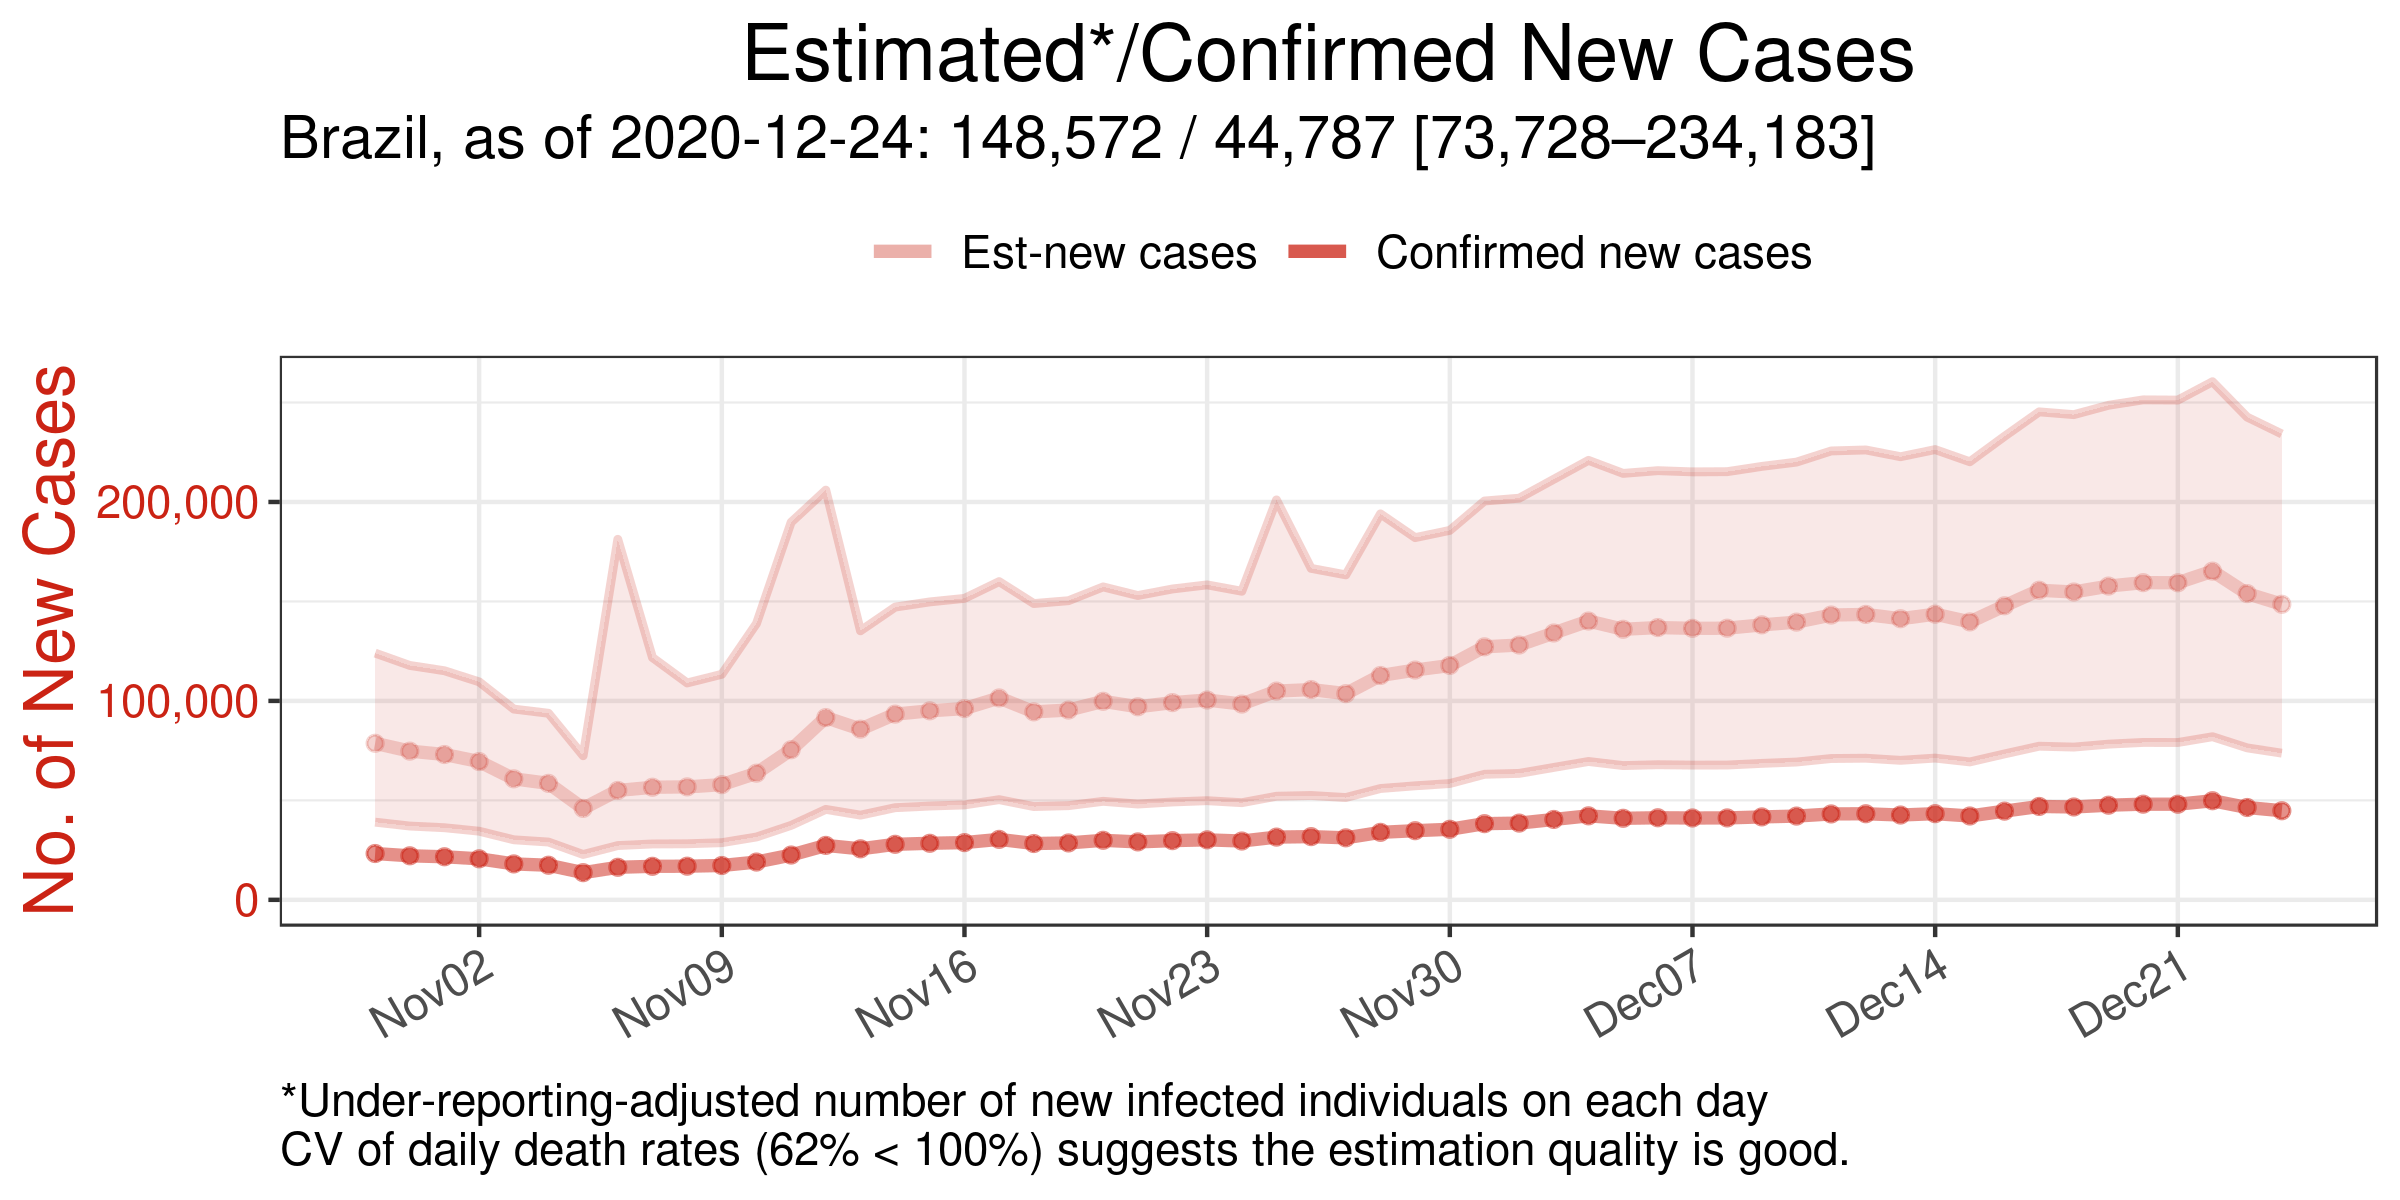 Estimated*/Confirmed New Cases
Brazil, as of 2020-12-24: 148,572 / 44,787 [73,728–234,183]
Est-new cases Confirmed new cases
No. of New Cases
200,000
100,000
0
Nov02 Nov09 Nov16 Nov23 Nov30 Dec07 Dec14 Dec21
*Under-reporting-adjusted number of new infected individuals on each day
CV of daily death rates (62% < 100%) suggests the estimation quality is good.